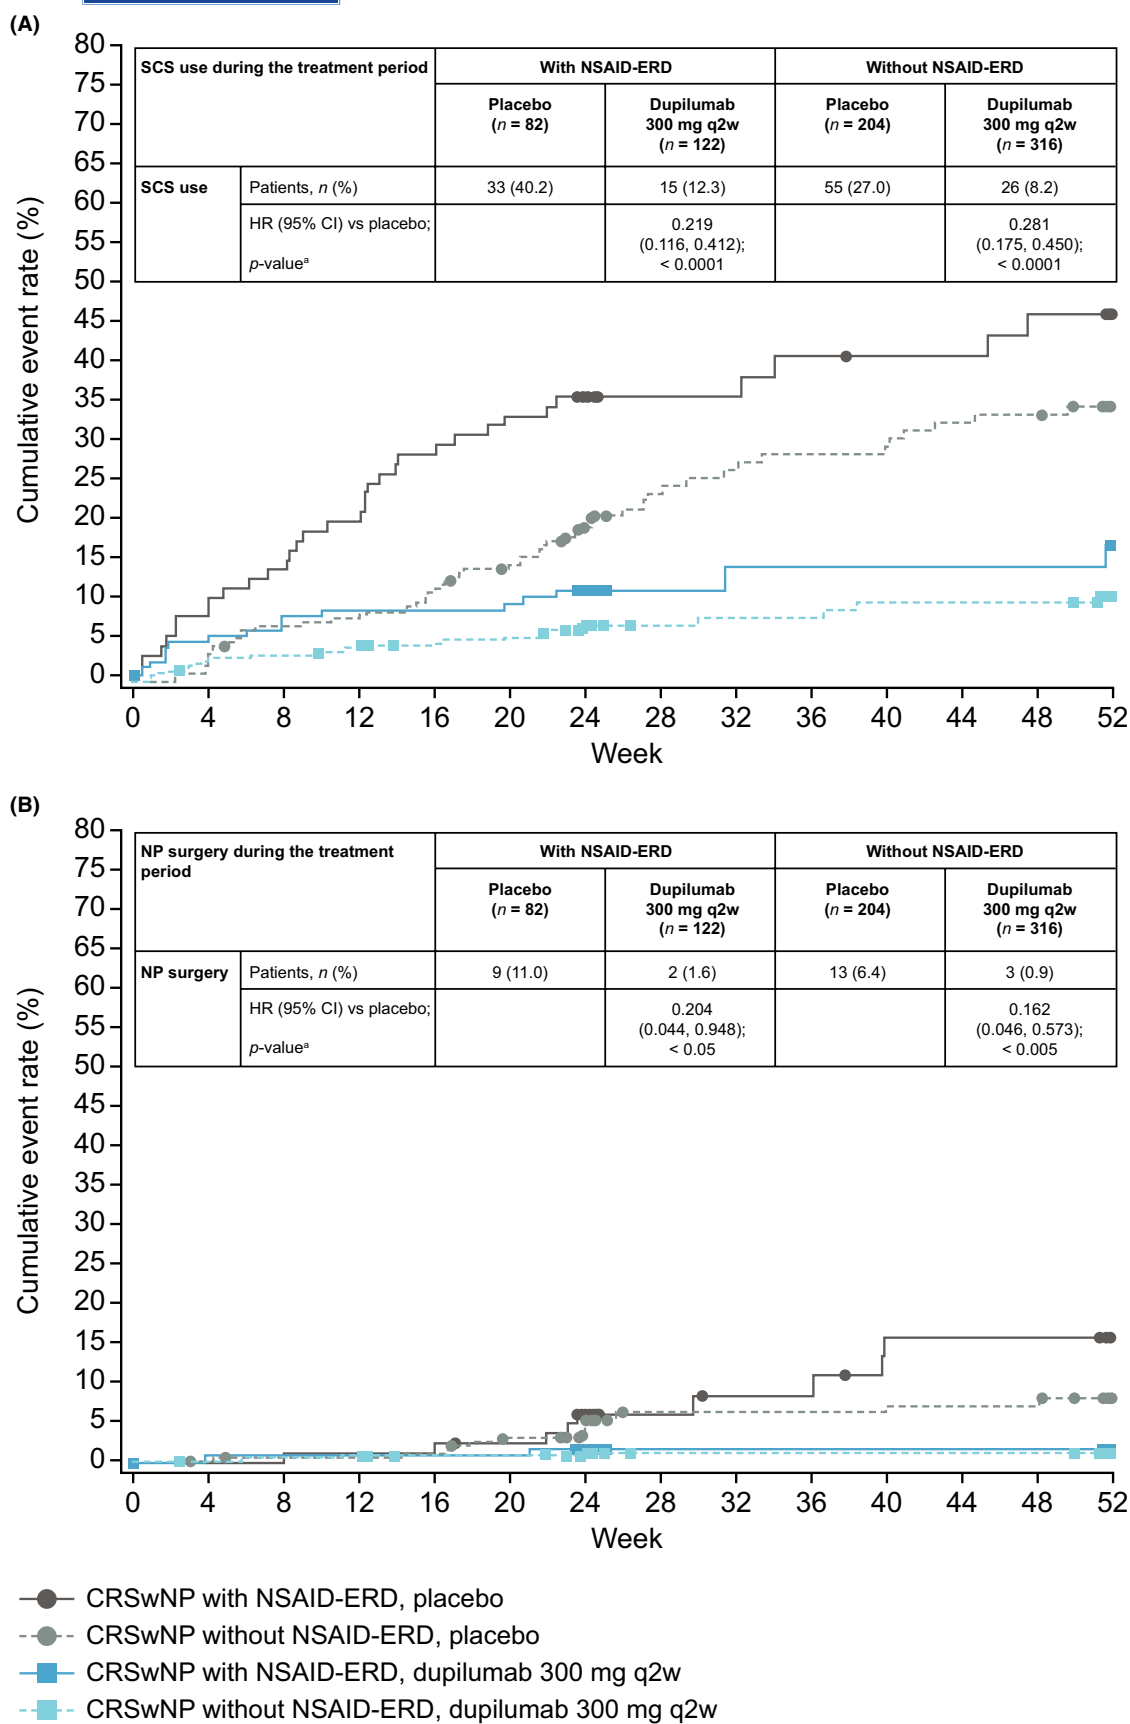 (A)
80
75
70
65
60
55
50
45
40
35
30
25
20
15
10
5
0
Cumulative event rate (%)
SCS use during the treatment period
With NSAID-ERD
Without NSAID-ERD
Placebo
(n = 82)
Dupilumab
300 mg q2w
(n = 122)
Placebo
(n = 204)
Dupilumab
300 mg q2w
(n = 316)
SCS use
Patients, n (%)
33 (40.2)
15 (12.3)
55 (27.0)
26 (8.2)
HR (95% CI) vs placebo;
p-valueᵃ
0.219
(0.116, 0.412);
< 0.0001
0.281
(0.175, 0.450);
< 0.0001
0 4 8 12 16 20 24 28 32 36 40 44 48 52
Week
(B)
80
75
70
65
60
55
50
45
40
35
30
25
20
15
10
5
0
Cumulative event rate (%)
NP surgery during the treatment
period
With NSAID-ERD
Without NSAID-ERD
Placebo
(n = 82)
Dupilumab
300 mg q2w
(n = 122)
Placebo
(n = 204)
Dupilumab
300 mg q2w
(n = 316)
NP surgery
Patients, n (%)
9 (11.0)
2 (1.6)
13 (6.4)
3 (0.9)
HR (95% CI) vs placebo;
p-valueᵃ
0.204
(0.044, 0.948);
< 0.05
0.162
(0.046, 0.573);
< 0.005
0 4 8 12 16 20 24 28 32 36 40 44 48 52
Week
CRSwNP with NSAID-ERD, placebo
CRSwNP without NSAID-ERD, placebo
CRSwNP with NSAID-ERD, dupilumab 300 mg q2w
CRSwNP without NSAID-ERD, dupilumab 300 mg q2w